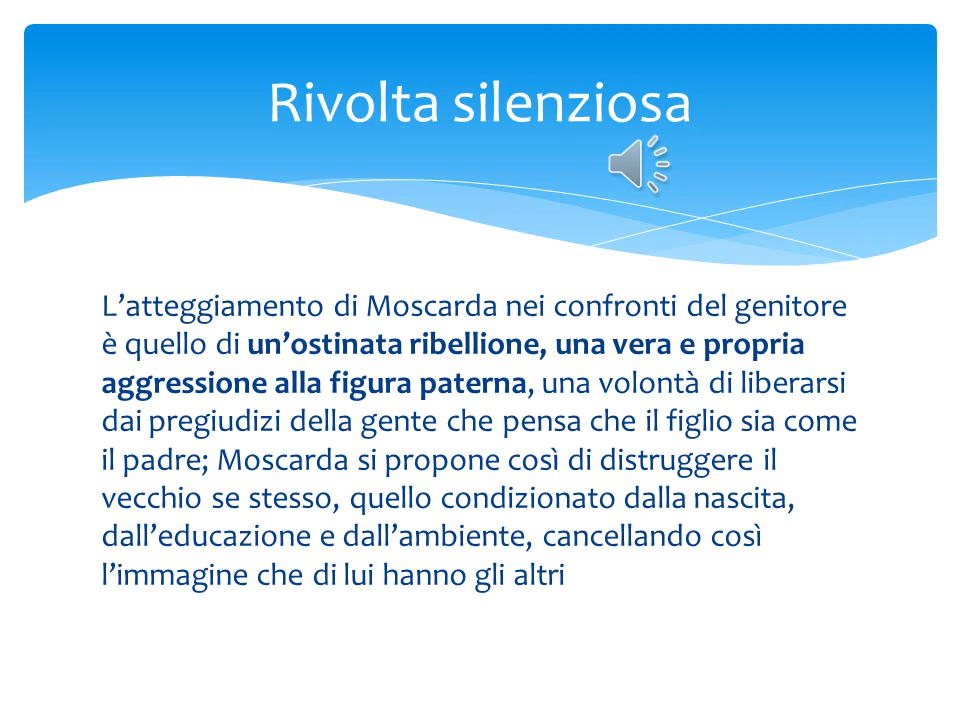 Rivolta silenziosa
L’atteggiamento di Moscarda nei confronti del genitore
è quello di un’ostinata ribellione, una vera e propria
aggressione alla figura paterna, una volontà di liberarsi
dai pregiudizi della gente che pensa che il figlio sia come
il padre; Moscarda si propone così di distruggere il
vecchio se stesso, quello condizionato dalla nascita,
dall’educazione e dall’ambiente, cancellando così
l’immagine che di lui hanno gli altri